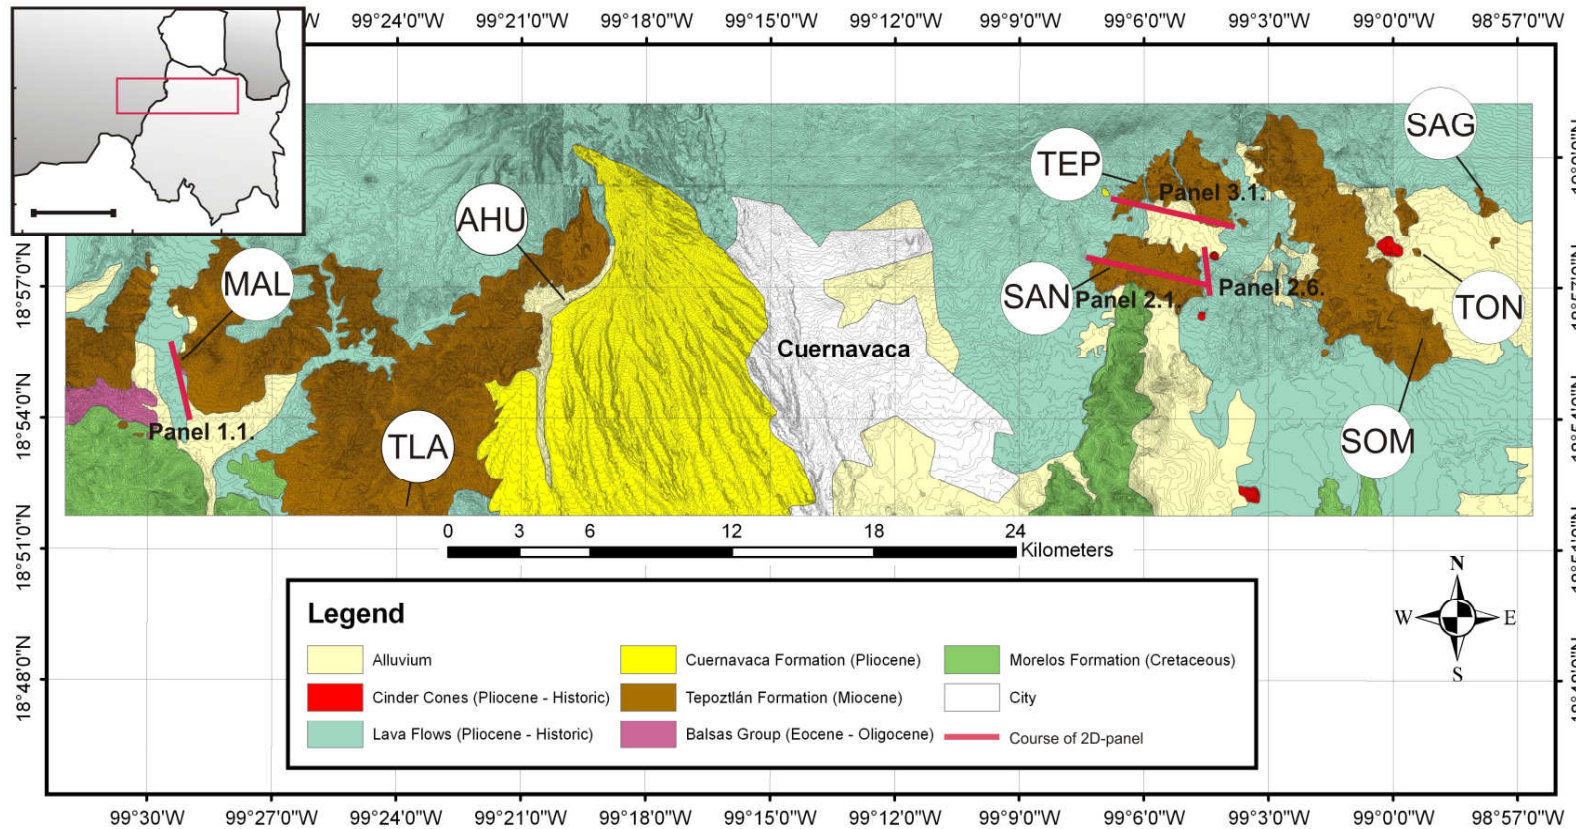 99°24'0"W 99°21'0"W 99°18'0"W 99°15'0"W 99°12'0"W 99°9'0"W 99°6'0"W 99°3'0"W 99°0'0"W 98°57'0"W
SAG
TEP
Panel 3.1.
AHU
MAL
SAN
Panel 2.1.
Panel 2.6.
TON
Cuernavaca
Panel 1.1.
TLA
SOM
18°57'0"N
18°54'0"N
18°51'0"N
18°48'0"N
18°57'0"N
0 3 6 12 18 24
Kilometers
N
W E
S
Legend
Alluvium
Cinder Cones (Pliocene - Historic)
Lava Flows (Pliocene - Historic)
Cuernavaca Formation (Pliocene)
Tepoztlán Formation (Miocene)
Balsas Group (Eocene - Oligocene)
Morelos Formation (Cretaceous)
City
Course of 2D-panel
99°30'0"W 99°27'0"W 99°24'0"W 99°21'0"W 99°18'0"W 99°15'0"W 99°12'0"W 99°9'0"W 99°6'0"W 99°3'0"W 99°0'0"W 98°57'0"W